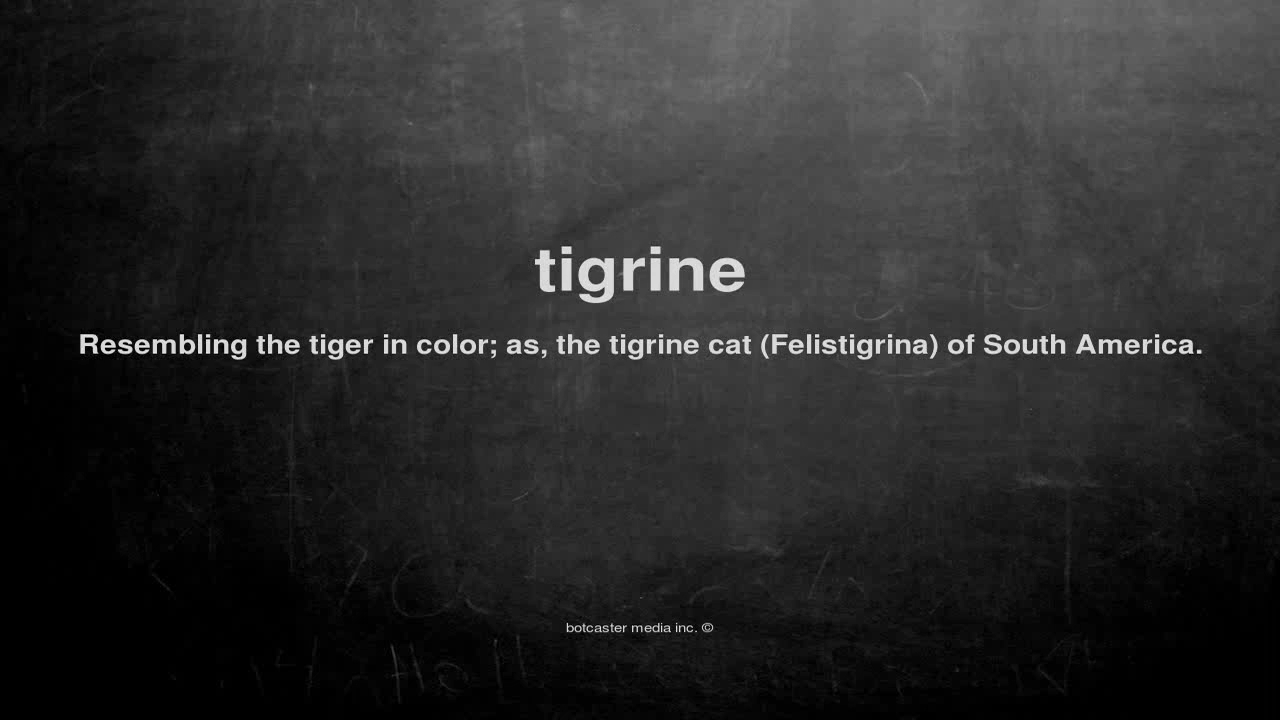 tigrine
Resembling the tiger in color; as, the tigrine cat (Felistigrina) of South America.
botcaster media inc. ©